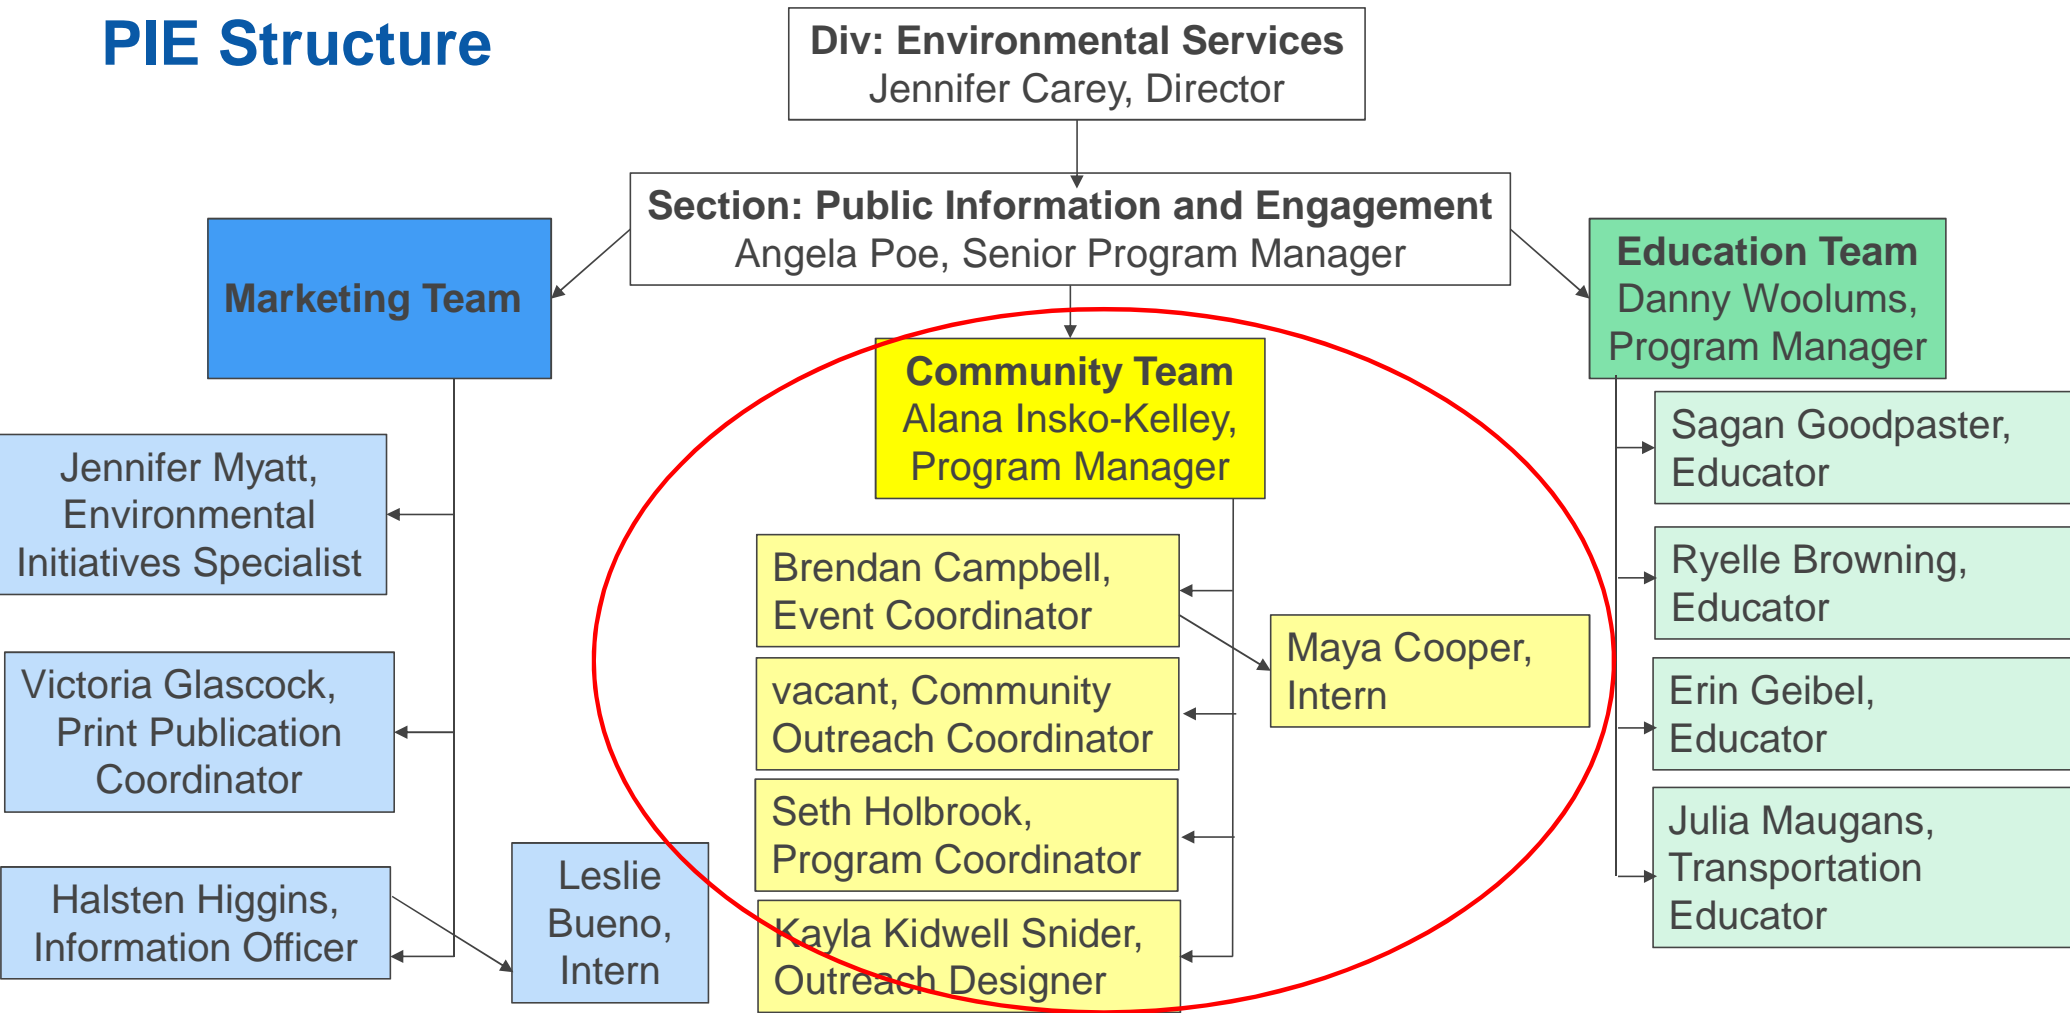 PIE Structure
Div: Environmental Services
Jennifer Carey, Director
Section: Public Information and Engagement
Angela Poe, Senior Program Manager
Marketing Team
Jennifer Myatt,
Environmental
Initiatives Specialist
Victoria Glascock,
Print Publication
Coordinator
Halsten Higgins,
Information Officer
Leslie
Bueno,
Intern
Community Team
Alana Insko-Kelley,
Program Manager
Brendan Campbell,
Event Coordinator
Maya Cooper,
Intern
vacant, Community
Outreach Coordinator
Seth Holbrook,
Program Coordinator
Kayla Kidwell Snider,
Outreach Designer
Education Team
Danny Woolums,
Program Manager
Sagan Goodpaster,
Educator
Ryelle Browning,
Educator
Erin Geibel,
Educator
Julia Maugans,
Transportation
Educator